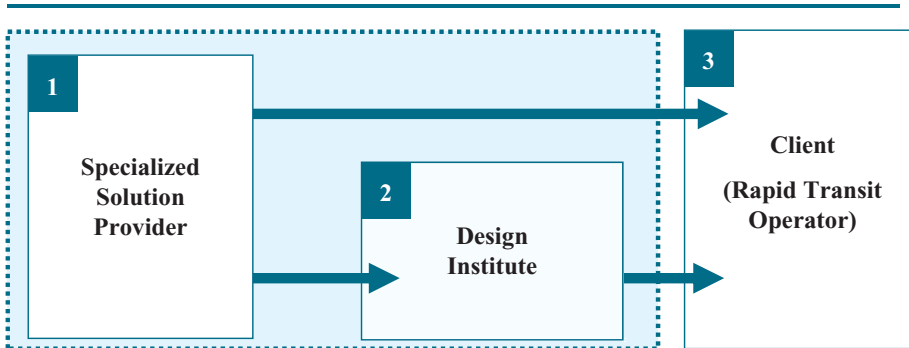 1
Specialized
Solution
Provider
2
Design
Institute
3
Client
(Rapid Transit
Operator)